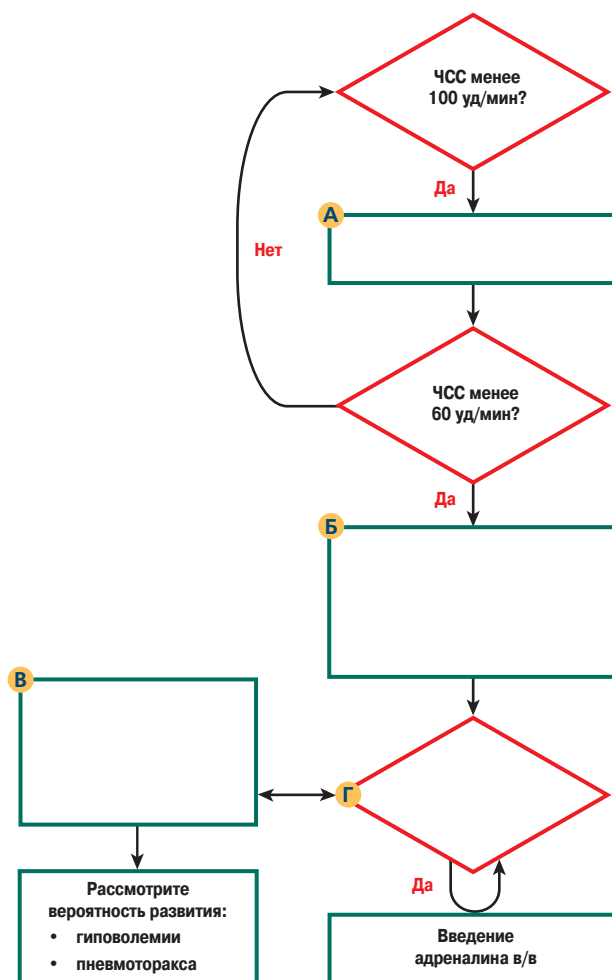 ЧСС менее
100 уд/мин?
Да
А
Нет
ЧСС менее
60 уд/мин?
Да
Б
В
Г
Да
Рассмотрите
вероятность развития:
• гиповолемии
• пневмоторакса
Введение
адреналина в/в